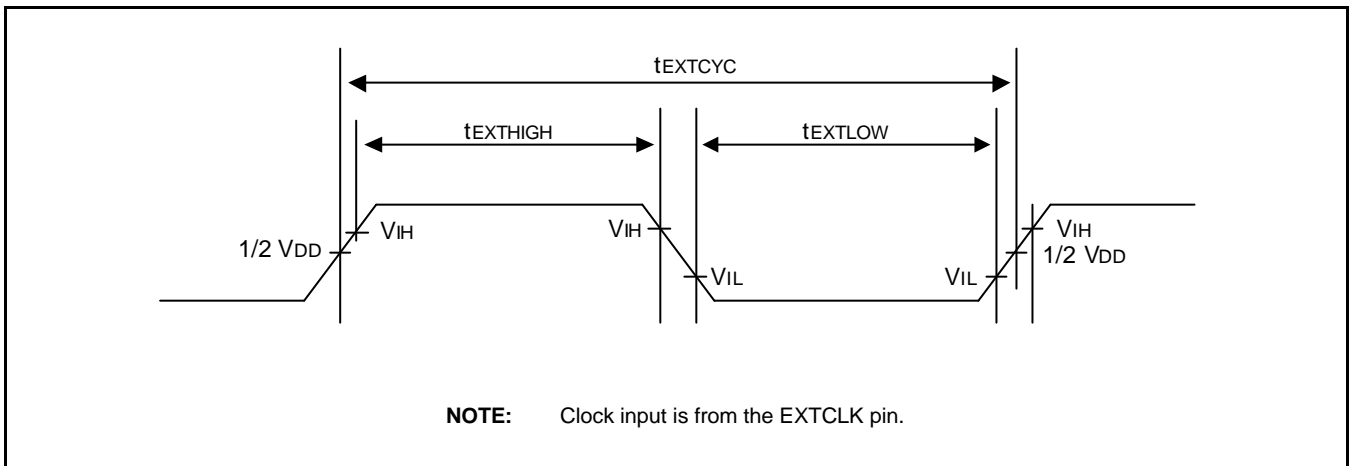 tEXTCYC
tEXTHIGH
tEXTLOW
VIH
VIH
VIH
1/2 VDD
1/2 VDD
VIL
VIL
NOTE: Clock input is from the EXTCLK pin.